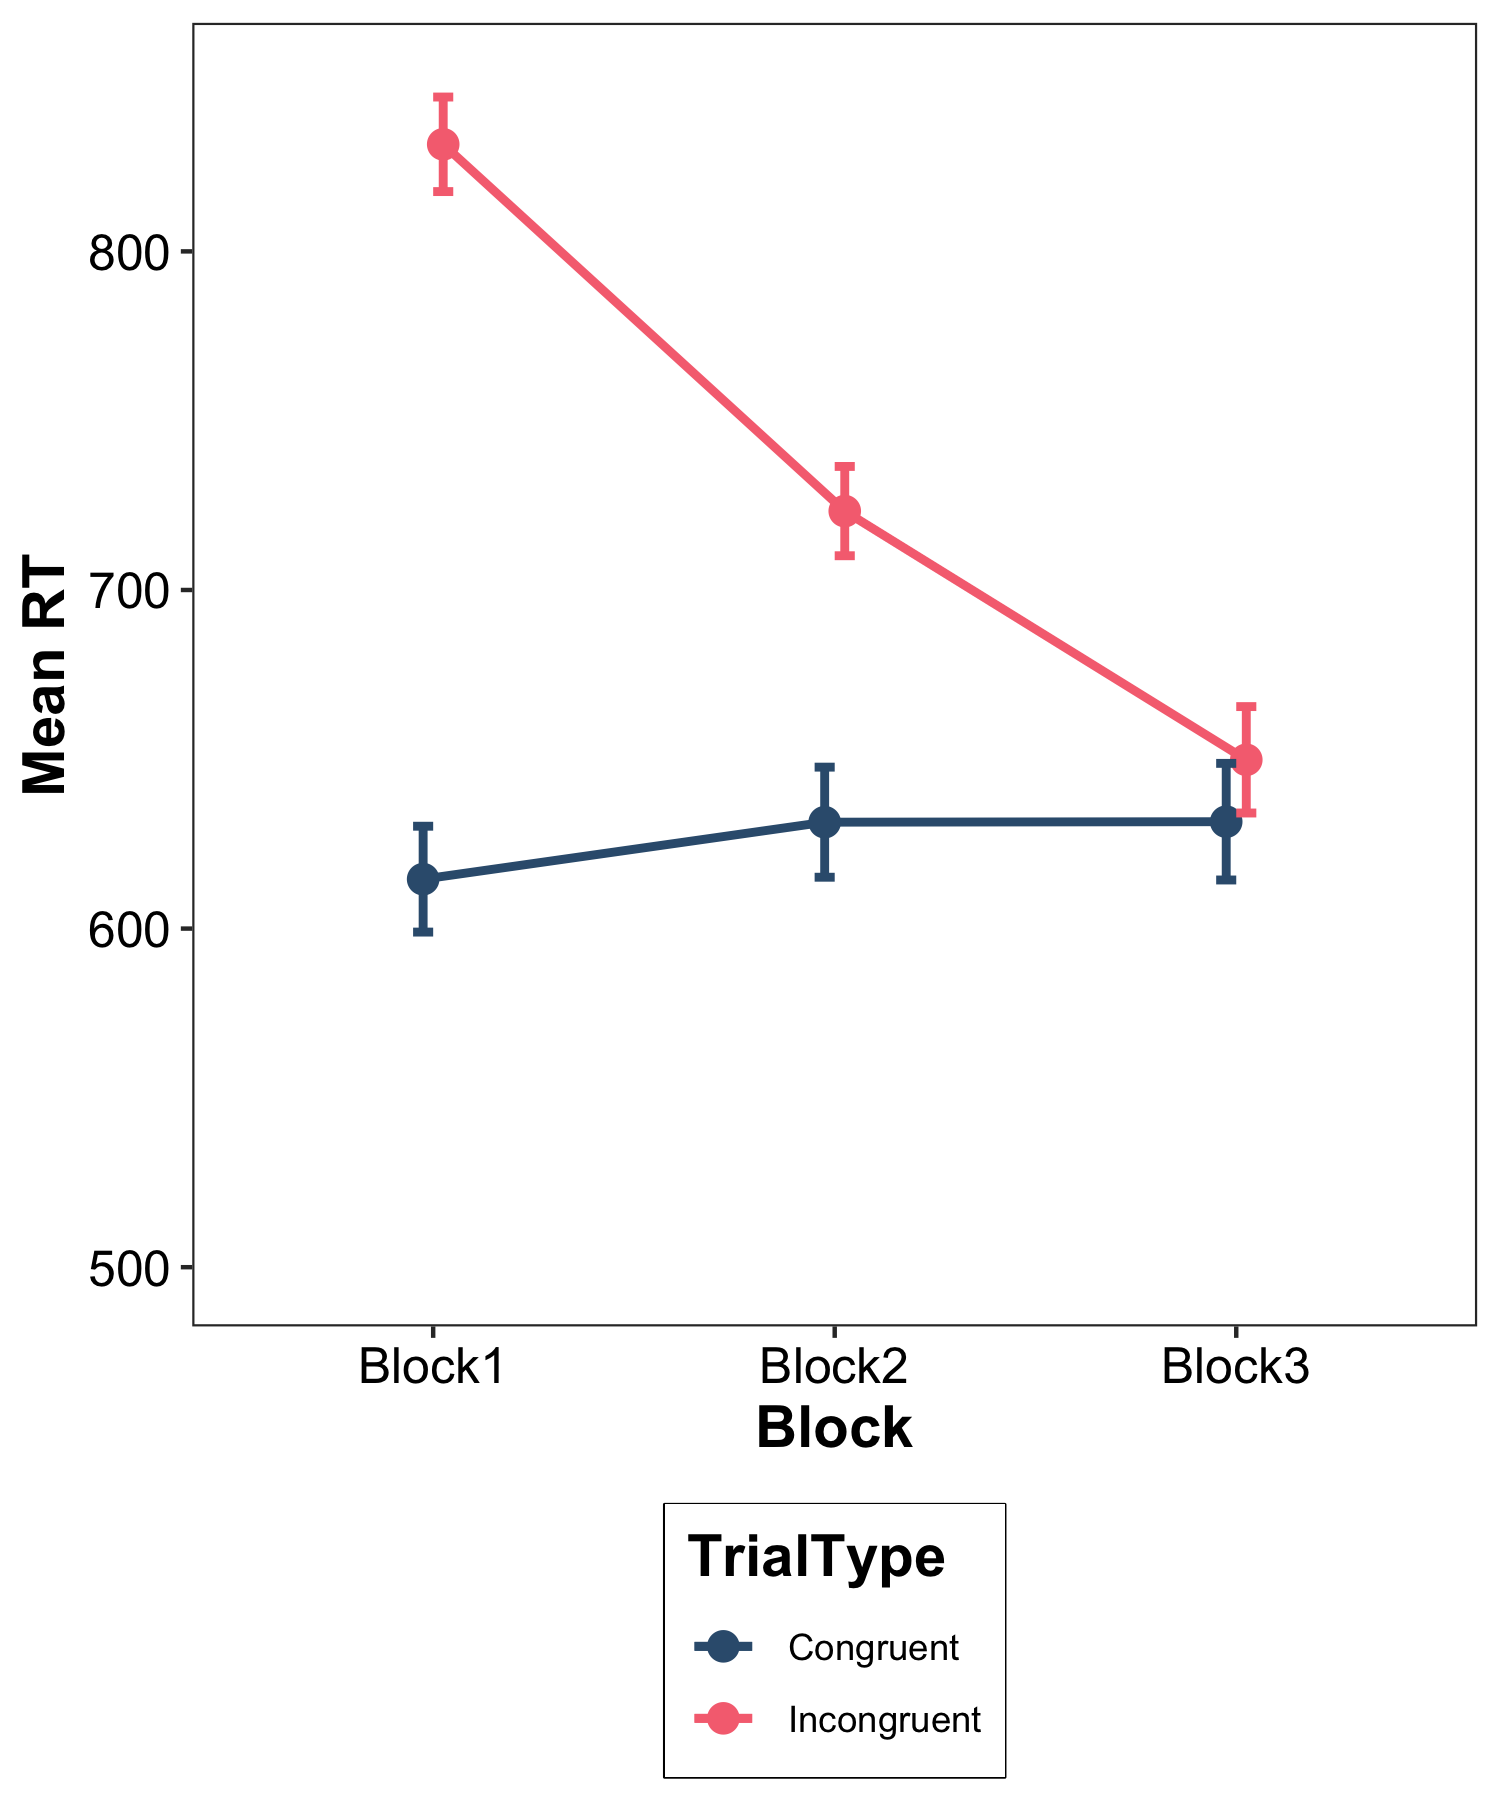 Mean RT
800
700
600
500
Block1 Block2 Block3
Block
TrialType
Congruent
Incongruent